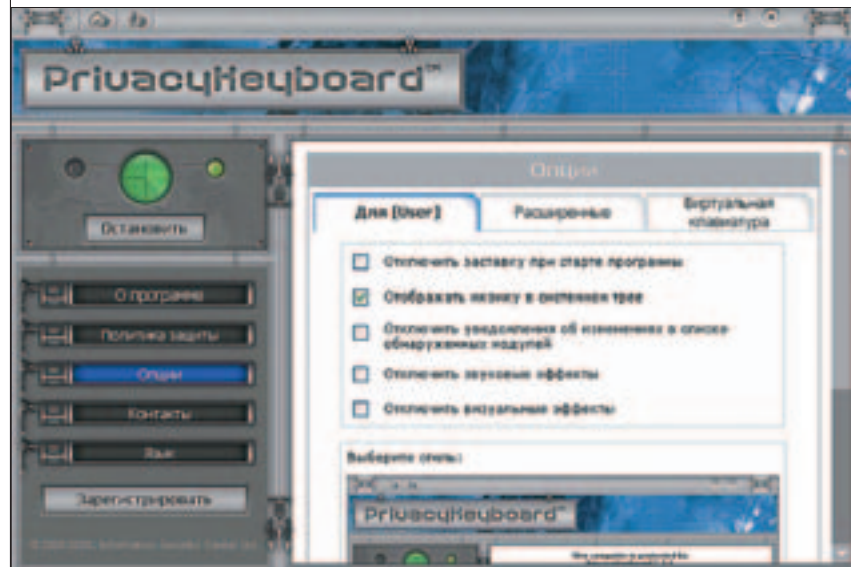 PrivacyKeyboard™
Остановить
О программе
Политика защиты
Опции
Контакты
Язык
Зарегистрировать
Опции
Для [User]
Расширенные
Виртуальная
клавиатура
Отключить заставку при старте программы
Отображать иконку в системном трее
Отключить уведомления об изменениях в списке
обнаруженных модулей
Отключить звуковые эффекты
Отключить визуальные эффекты
Выберите стиль:
PrivacyKeyboard™